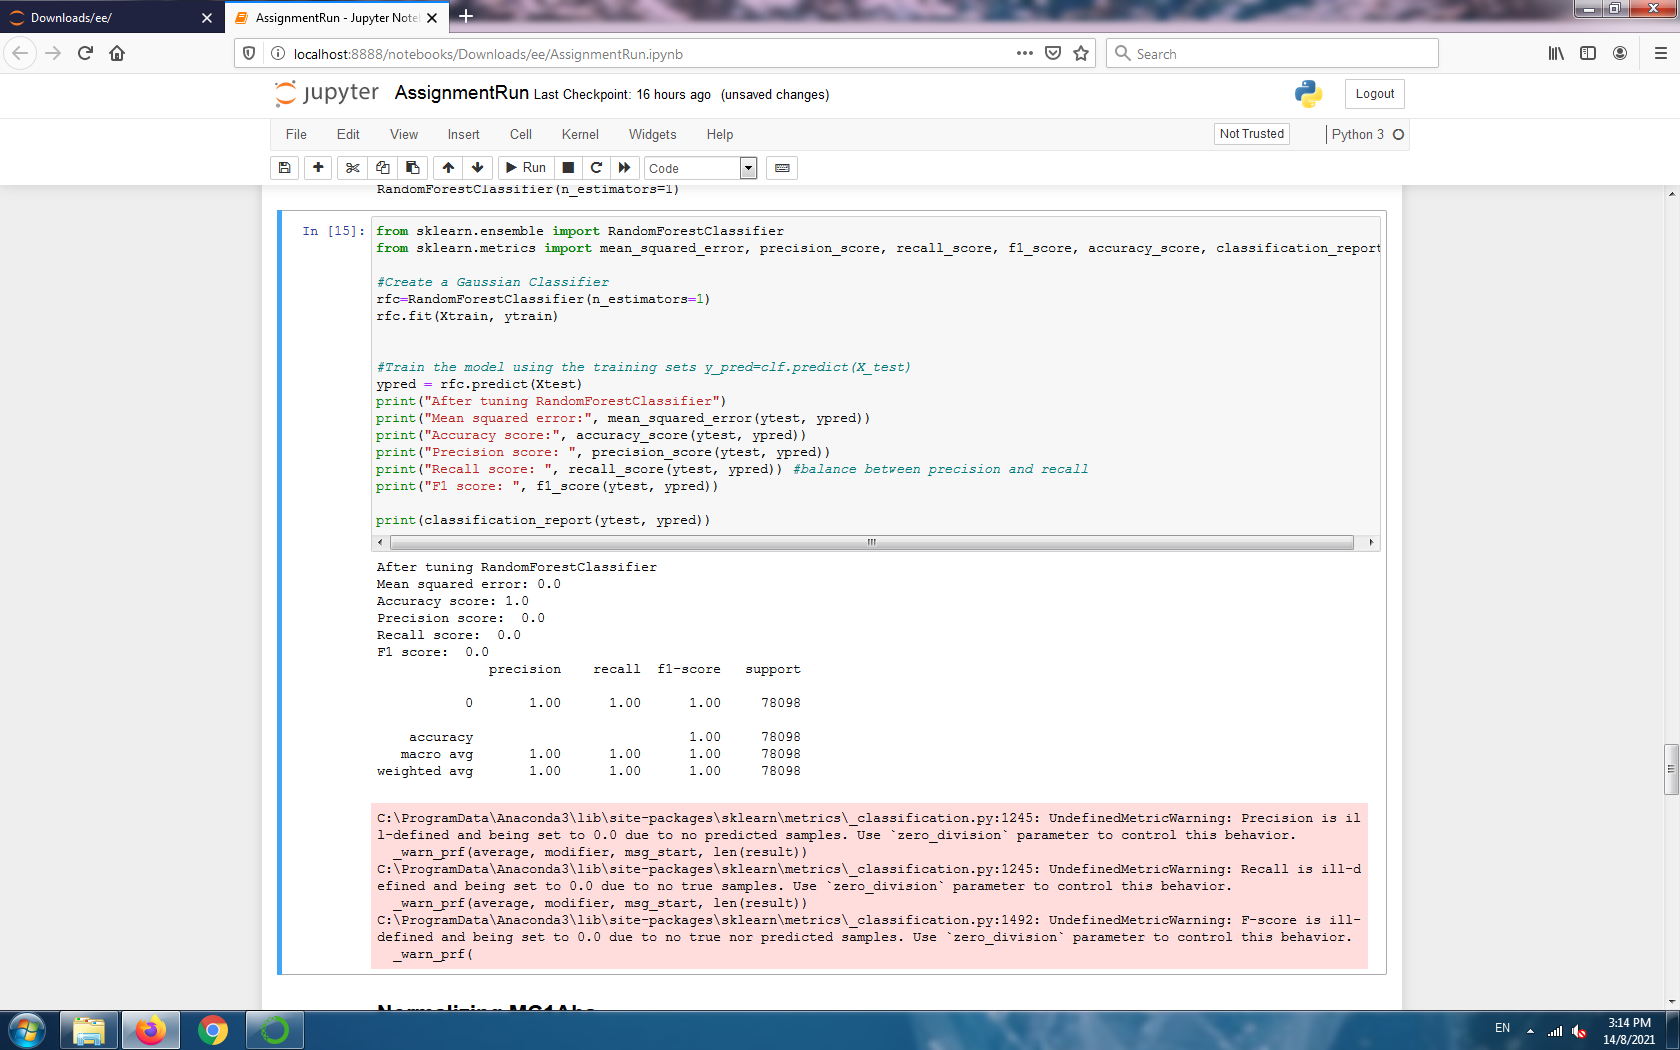 Downloads/ee/
AssignmentRun - Jupyter Note
localhost:8888/notebooks/Downloads/ee/AssignmentRun.ipynb
Search
jupyter AssignmentRun Last Checkpoint: 16 hours ago (unsaved changes)
Logout
File Edit View Insert Cell Kernel Widgets Help
Not Trusted
Python 3
Run
Code
RandomForestClassifier(n_estimators=1)
In [15]:
from sklearn.ensemble import RandomForestClassifier
from sklearn.metrics import mean_squared_error, precision_score, recall_score, f1_score, accuracy_score, classification_report
#Create a Gaussian Classifier
rfc=RandomForestClassifier(n_estimators=1)
rfc.fit(Xtrain, ytrain)
#Train the model using the training sets y_pred=clf.predict(X_test)
ypred = rfc.predict(Xtest)
print("After tuning RandomForestClassifier")
print("Mean squared error:", mean_squared_error(ytest, ypred))
print("Accuracy score:", accuracy_score(ytest, ypred))
print("Precision score: ", precision_score(ytest, ypred))
print("Recall score: ", recall_score(ytest, ypred)) #balance between precision and recall
print("F1 score: ", f1_score(ytest, ypred))
print(classification_report(ytest, ypred))
After tuning RandomForestClassifier
Mean squared error: 0.0
Accuracy score: 1.0
Precision score:  0.0
Recall score:  0.0
F1 score:  0.0
precision recall f1-score support
0 1.00 1.00 1.00 78098
accuracy 1.00 78098
macro avg 1.00 1.00 1.00 78098
weighted avg 1.00 1.00 1.00 78098
C:\ProgramData\Anaconda3\lib\site-packages\sklearn\metrics\_classification.py:1245: UndefinedMetricWarning: Precision is il
l-defined and being set to 0.0 due to no predicted samples. Use `zero_division` parameter to control this behavior.
_warn_prf(average, modifier, msg_start, len(result))
C:\ProgramData\Anaconda3\lib\site-packages\sklearn\metrics\_classification.py:1245: UndefinedMetricWarning: Recall is ill-d
efined and being set to 0.0 due to no true samples. Use `zero_division` parameter to control this behavior.
_warn_prf(average, modifier, msg_start, len(result))
C:\ProgramData\Anaconda3\lib\site-packages\sklearn\metrics\_classification.py:1492: UndefinedMetricWarning: F-score is ill-
defined and being set to 0.0 due to no true nor predicted samples. Use `zero_division` parameter to control this behavior.
_warn_prf(
Normalizing MC1Abs
EN
3:14 PM
14/8/2021